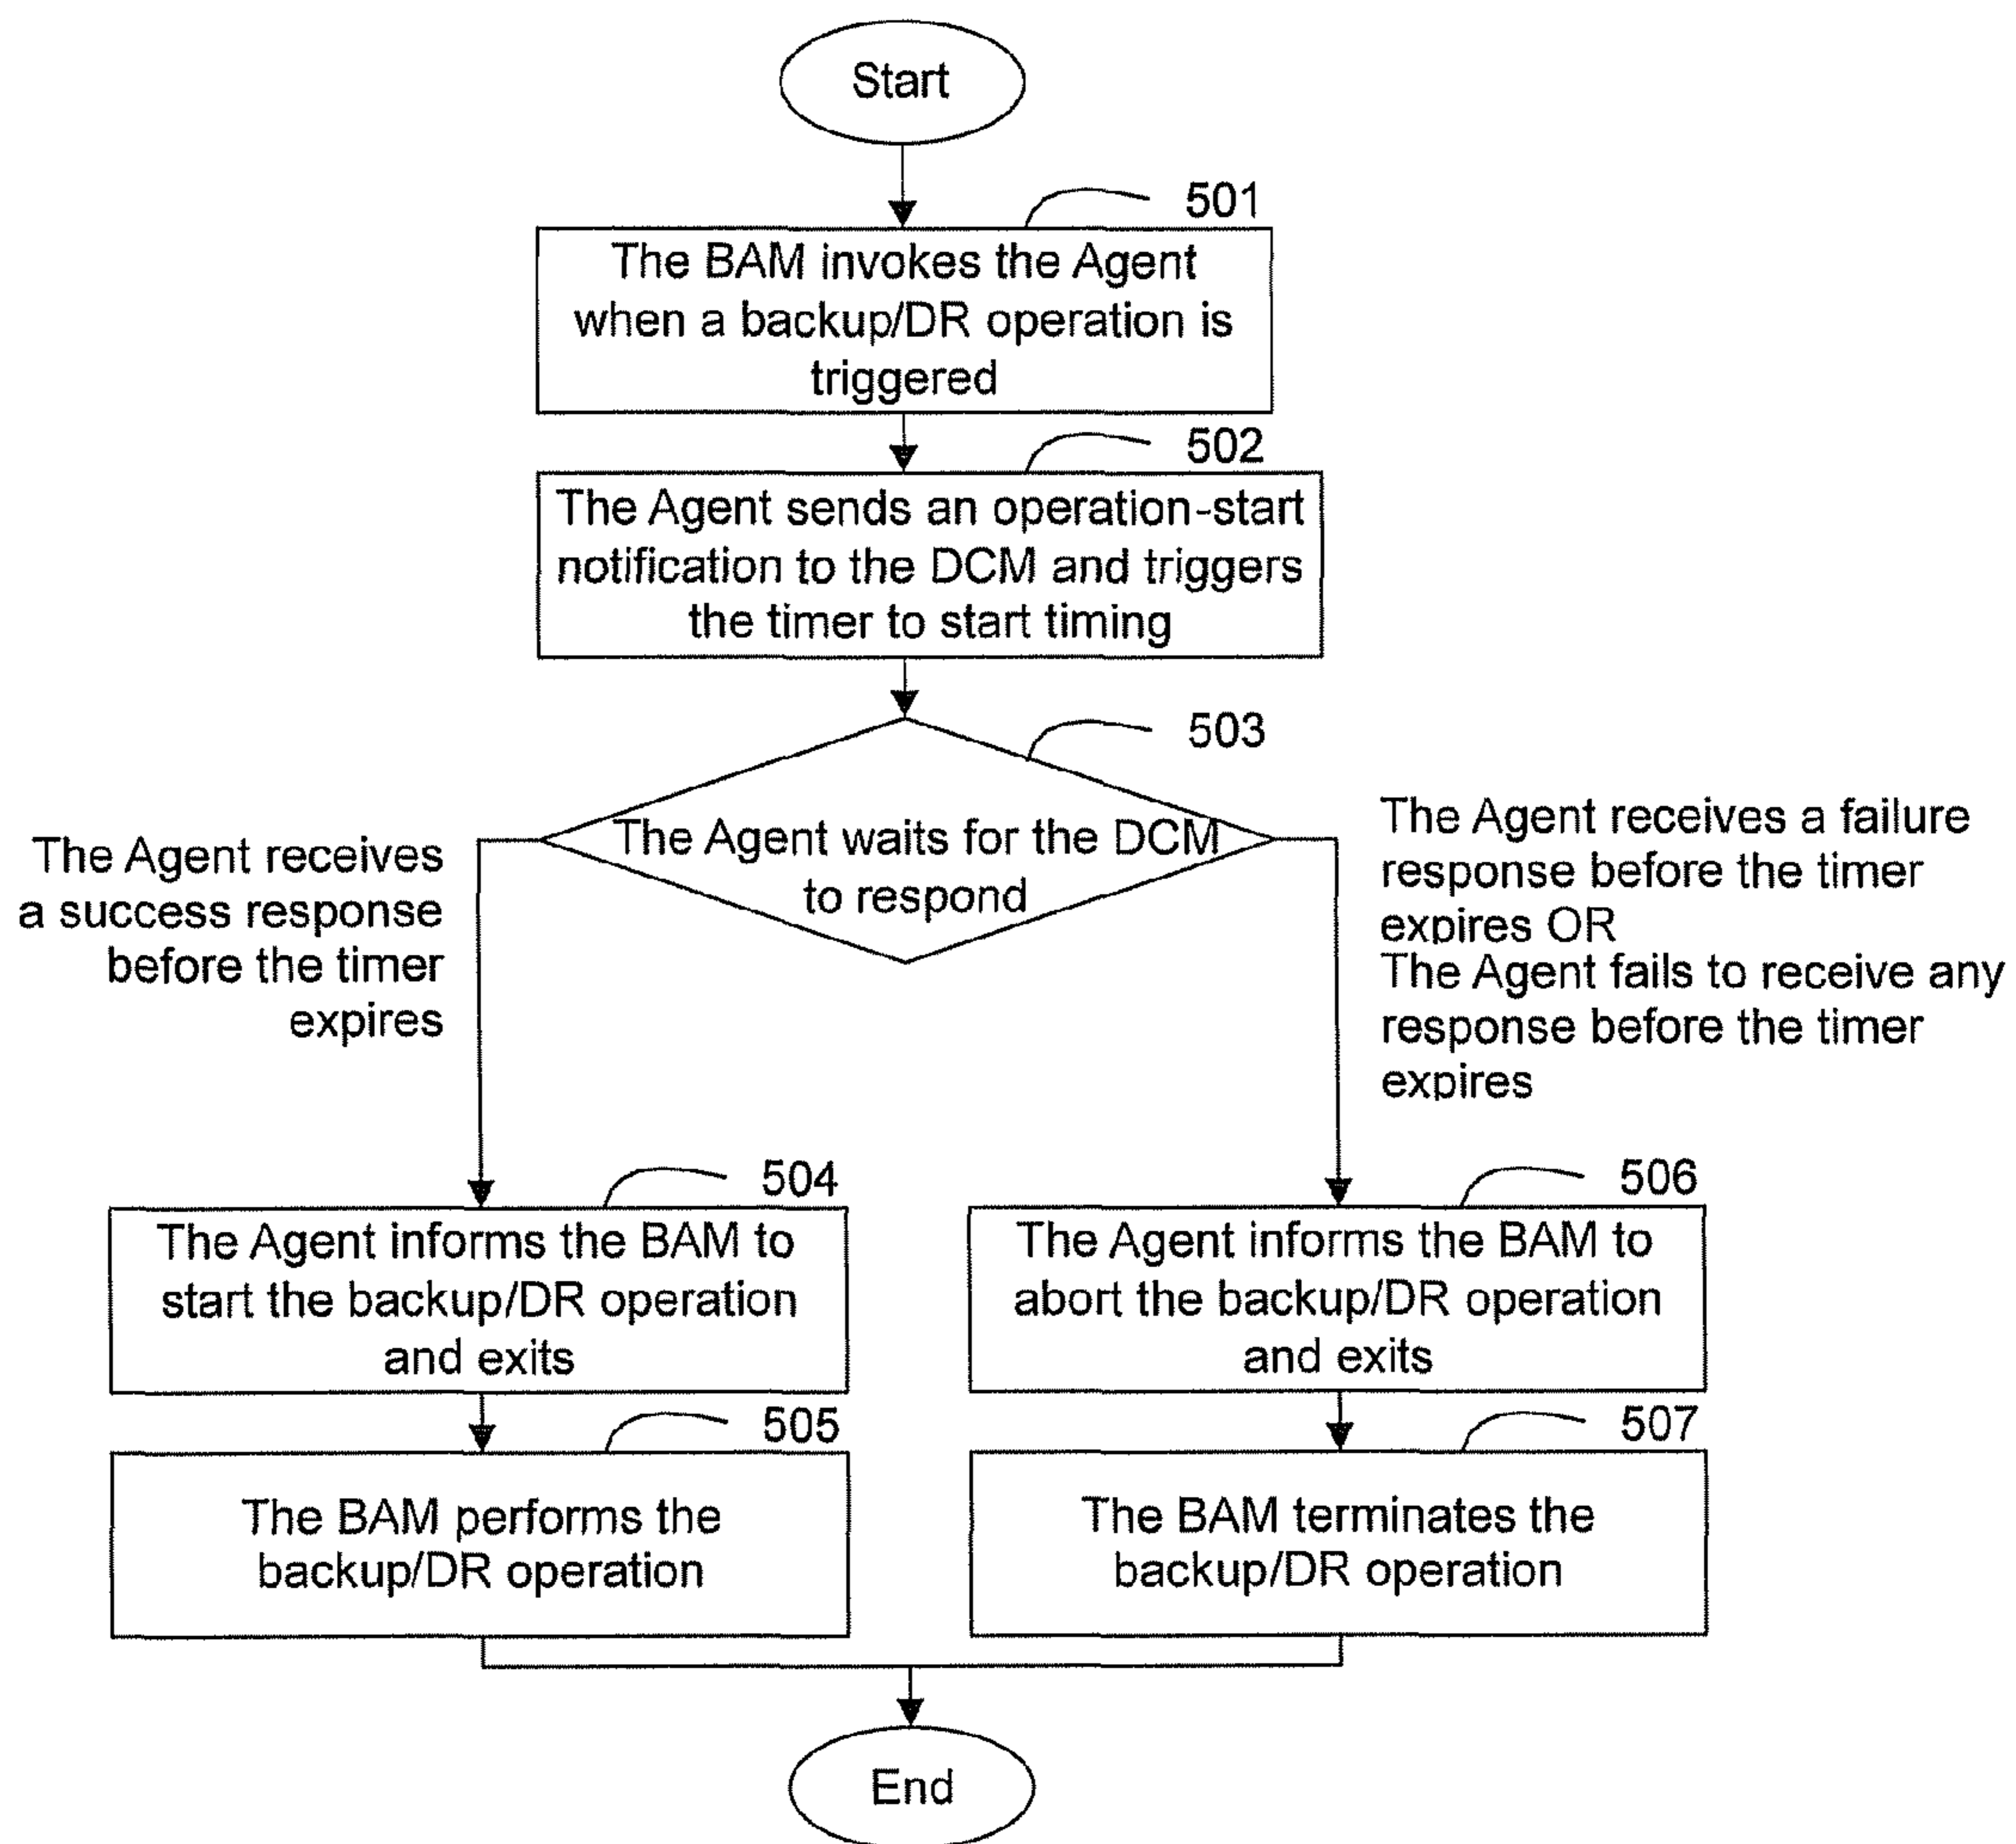 Start
501
The BAM invokes the Agent
when a backup/DR operation is
triggered
502
The Agent sends an operation-start
notification to the DCM and triggers
the timer to start timing
503
The Agent waits for the DCM
to respond
The Agent receives
a success response
before the timer
expires
The Agent receives a failure
response before the timer
expires OR
The Agent fails to receive any
response before the timer
expires
504
The Agent informs the BAM to
start the backup/DR operation
and exits
506
The Agent informs the BAM to
abort the backup/DR operation
and exits
505
The BAM performs the
backup/DR operation
507
The BAM terminates the
backup/DR operation
End